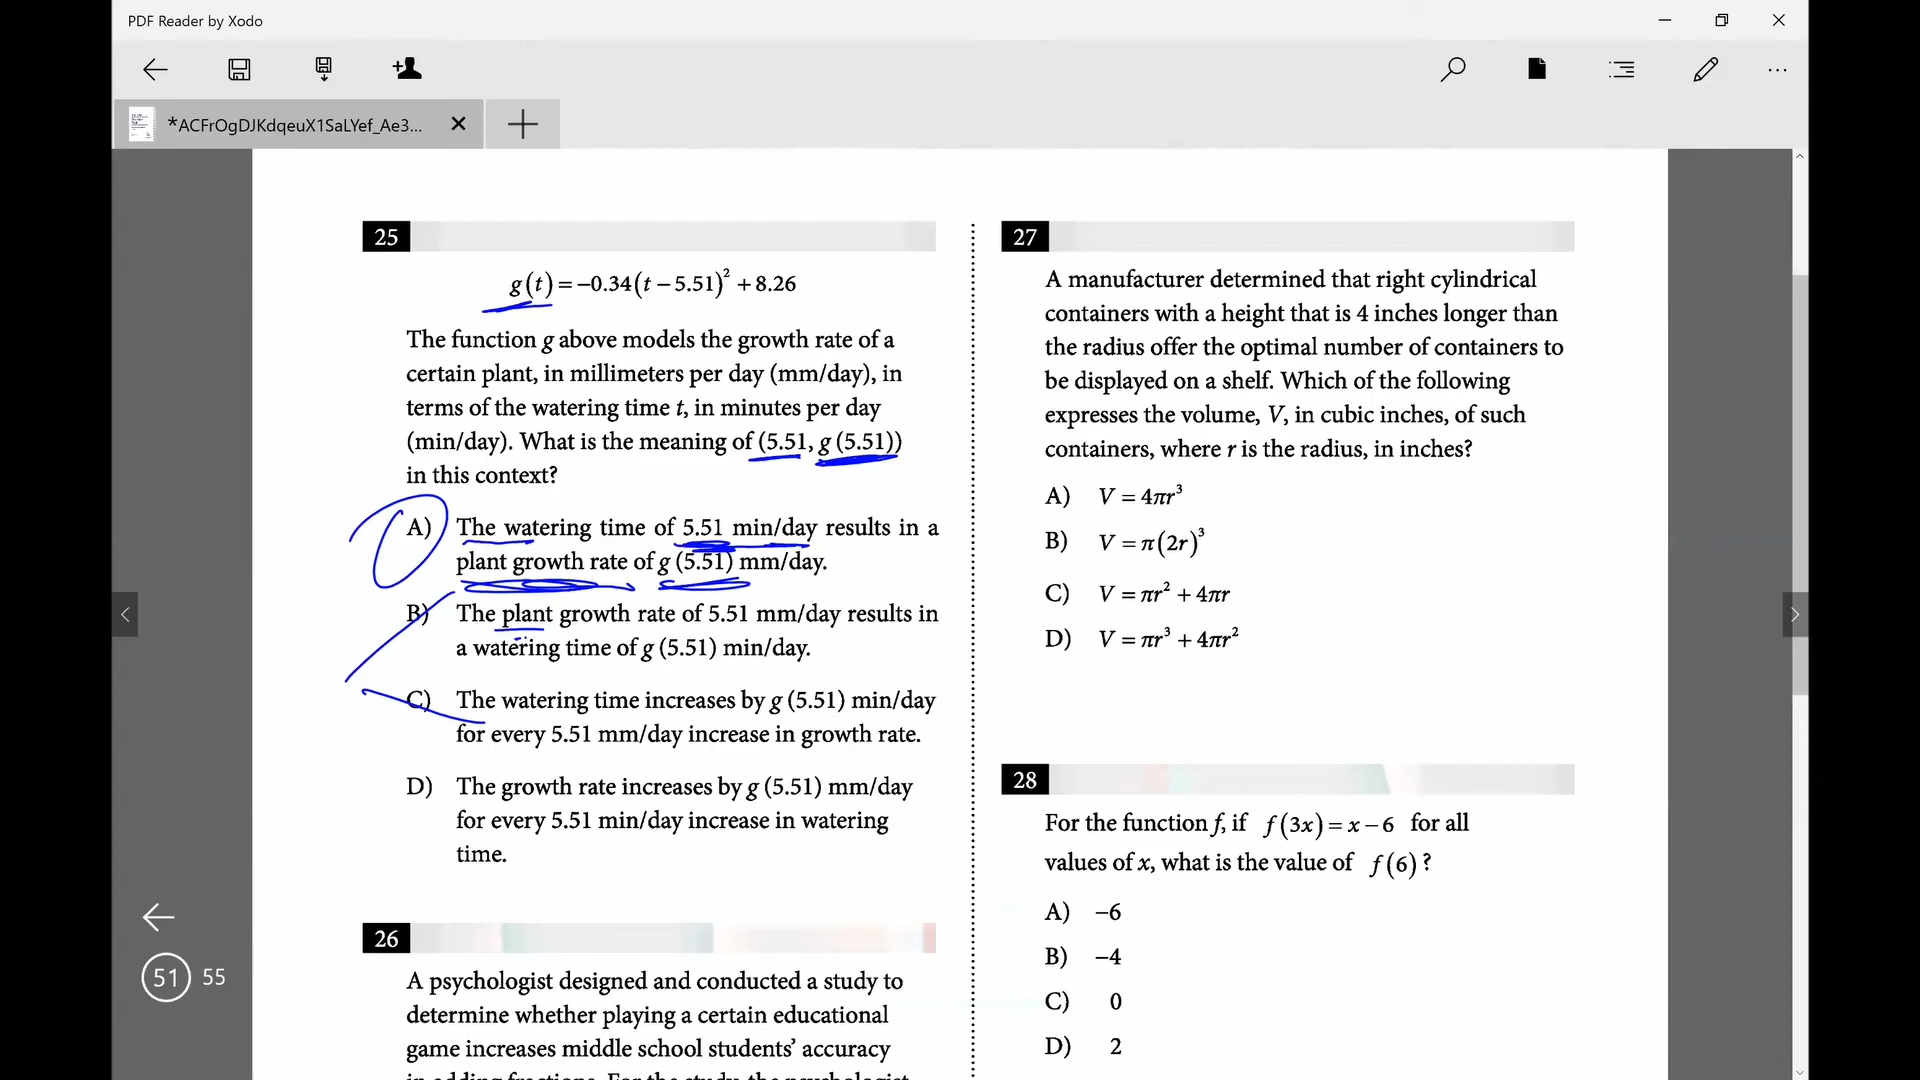 PDF Reader by Xodo
*ACFrOgDJKdqeuX1SaLYef_Ae3...
25
g(t) = −0.34(t − 5.51)² + 8.26
The function g above models the growth rate of a
certain plant, in millimeters per day (mm/day), in
terms of the watering time t, in minutes per day
(min/day). What is the meaning of (5.51, g (5.51))
in this context?
A) The watering time of 5.51 min/day results in a
plant growth rate of g (5.51) mm/day.
B) The plant growth rate of 5.51 mm/day results in
a watering time of g (5.51) min/day.
C) The watering time increases by g (5.51) min/day
for every 5.51 mm/day increase in growth rate.
D) The growth rate increases by g (5.51) mm/day
for every 5.51 min/day increase in watering
time.
26
A psychologist designed and conducted a study to
determine whether playing a certain educational
game increases middle school students’ accuracy
in adding fractions. For the study, the psychologist
27
A manufacturer determined that right cylindrical
containers with a height that is 4 inches longer than
the radius offer the optimal number of containers to
be displayed on a shelf. Which of the following
expresses the volume, V, in cubic inches, of such
containers, where r is the radius, in inches?
A) V = 4πr³
B) V = π(2r)³
C) V = πr² + 4πr
D) V = πr³ + 4πr²
28
For the function f, if f(3x) = x − 6 for all
values of x, what is the value of f(6)?
A) −6
B) −4
C) 0
D) 2
51 55